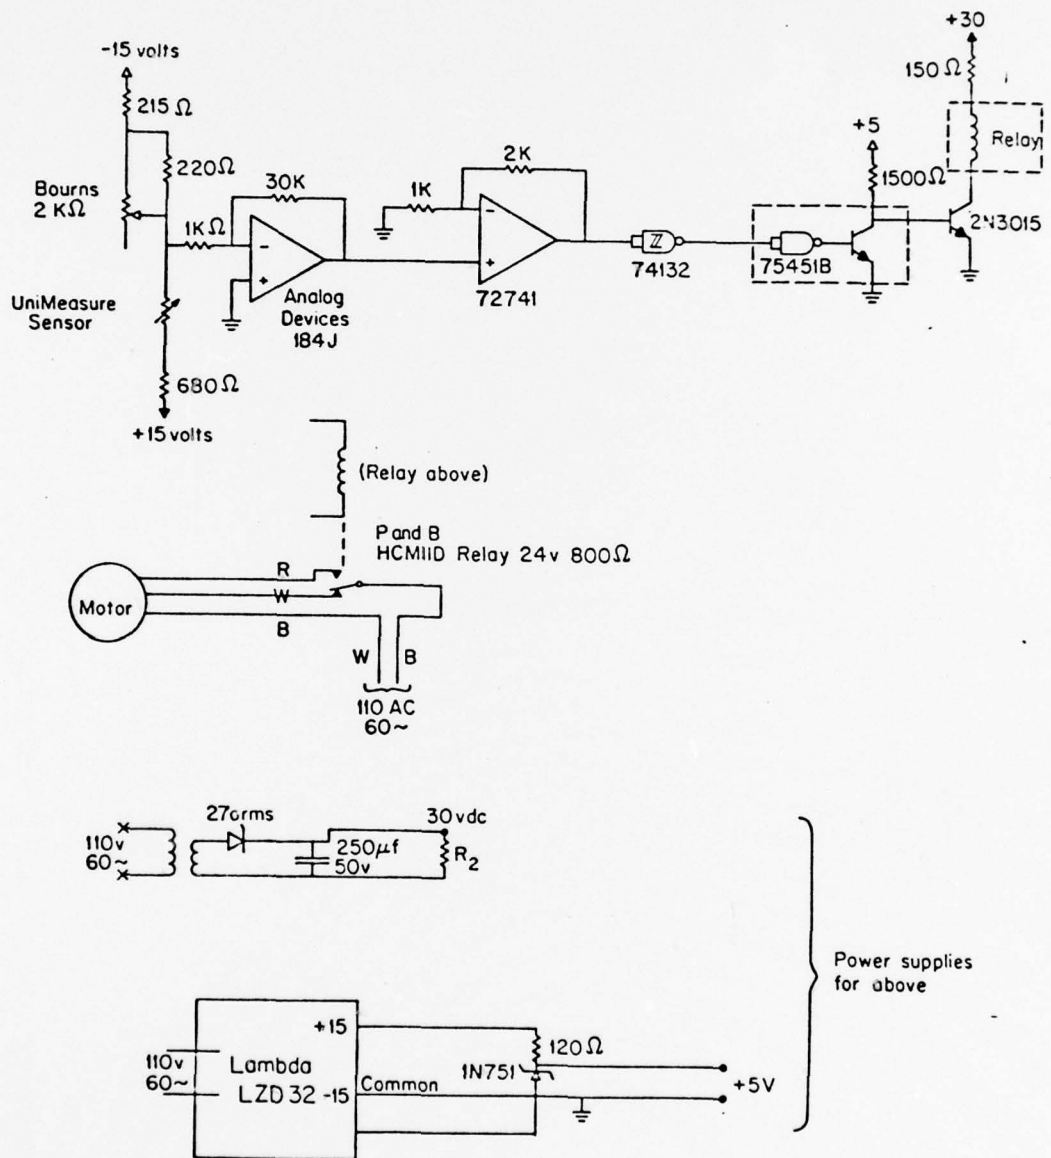 -15 volts
215 Ω
220Ω
Bourns
2 KΩ
1KΩ
30K
-
+
Analog
Devices
184J
UniMeasure
Sensor
680Ω
+15 volts
1K
2K
-
+
72741
74132
75451B
+5
1500Ω
+30
150 Ω
Relay
2N3015
(Relay above)
P and B
HCM11D Relay 24v 800Ω
Motor
R
W
B
W B
110 AC
60~
110v
60~
27vrms
250μf
50v
30 vdc
R2
110v
60~
Lambda
LZD 32
+15
-15
Common
120Ω
1N751
+5V
Power supplies
for above